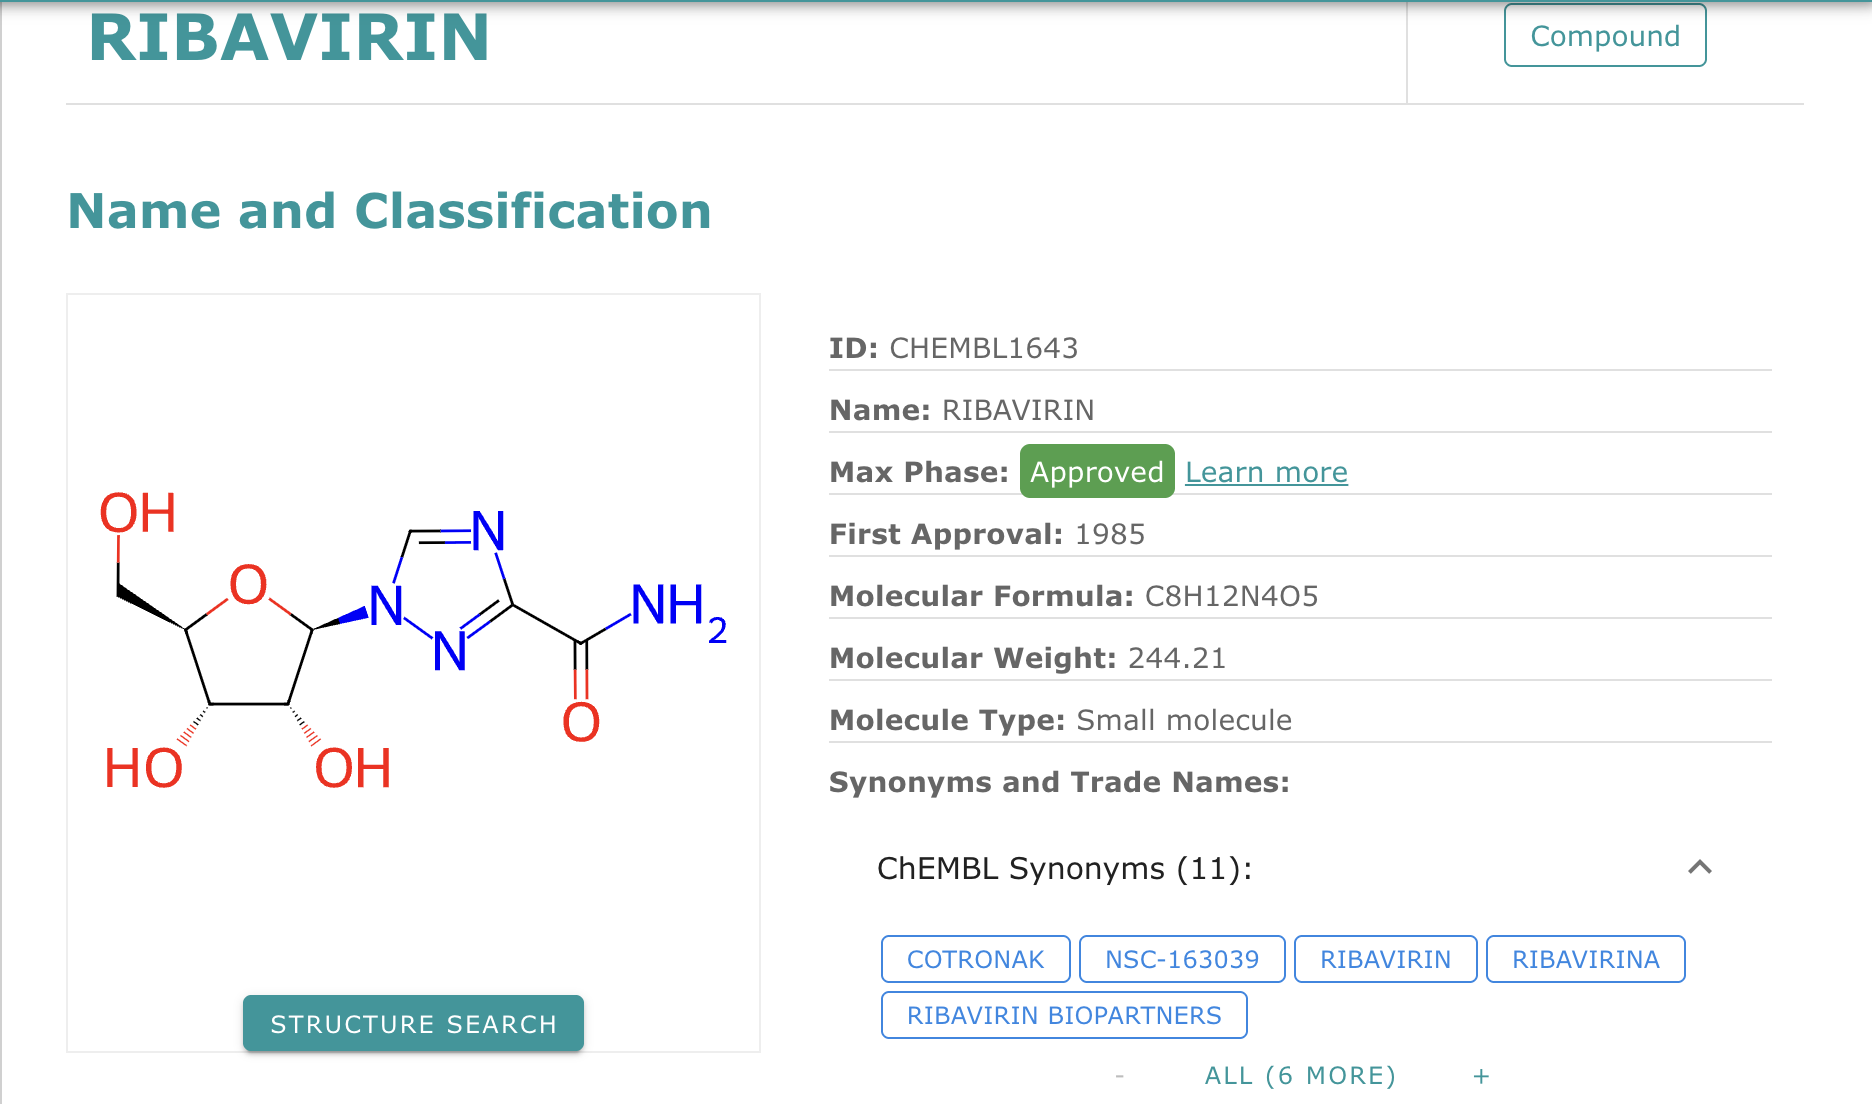 RIBAVIRIN
Compound
Name and Classification
OH
O
N
N
N
NH2
O
HO
OH
STRUCTURE SEARCH
ID: CHEMBL1643
Name: RIBAVIRIN
Max Phase: Approved Learn more
First Approval: 1985
Molecular Formula: C8H12N4O5
Molecular Weight: 244.21
Molecule Type: Small molecule
Synonyms and Trade Names:
ChEMBL Synonyms (11):
COTRONAK NSC-163039 RIBAVIRIN RIBAVIRINA
RIBAVIRIN BIOPARTNERS
- ALL (6 MORE) +